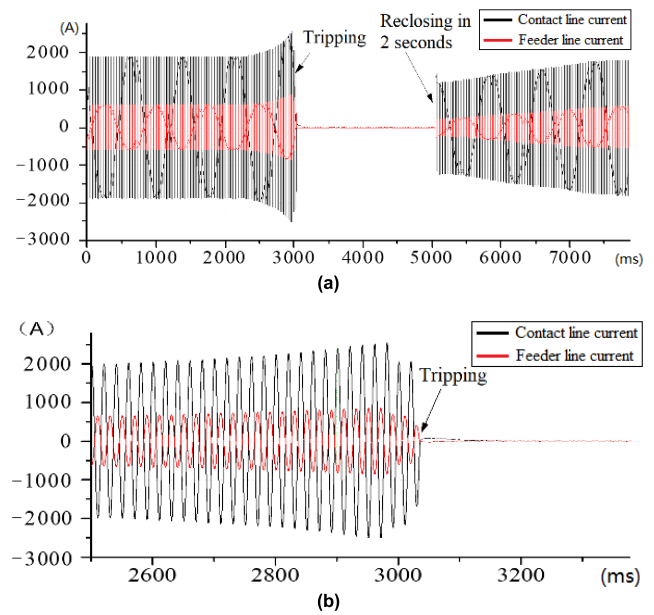 (A)
2000
1000
0
−1000
−2000
−3000
Tripping
Reclosing in
2 seconds
Contact line current
Feeder line current
0
1000
2000
3000
4000
5000
6000
7000
(ms)
(a)
（A）
2000
1000
0
−1000
−2000
−3000
Contact line current
Feeder line current
Tripping
2600
2800
3000
3200
(ms)
(b)